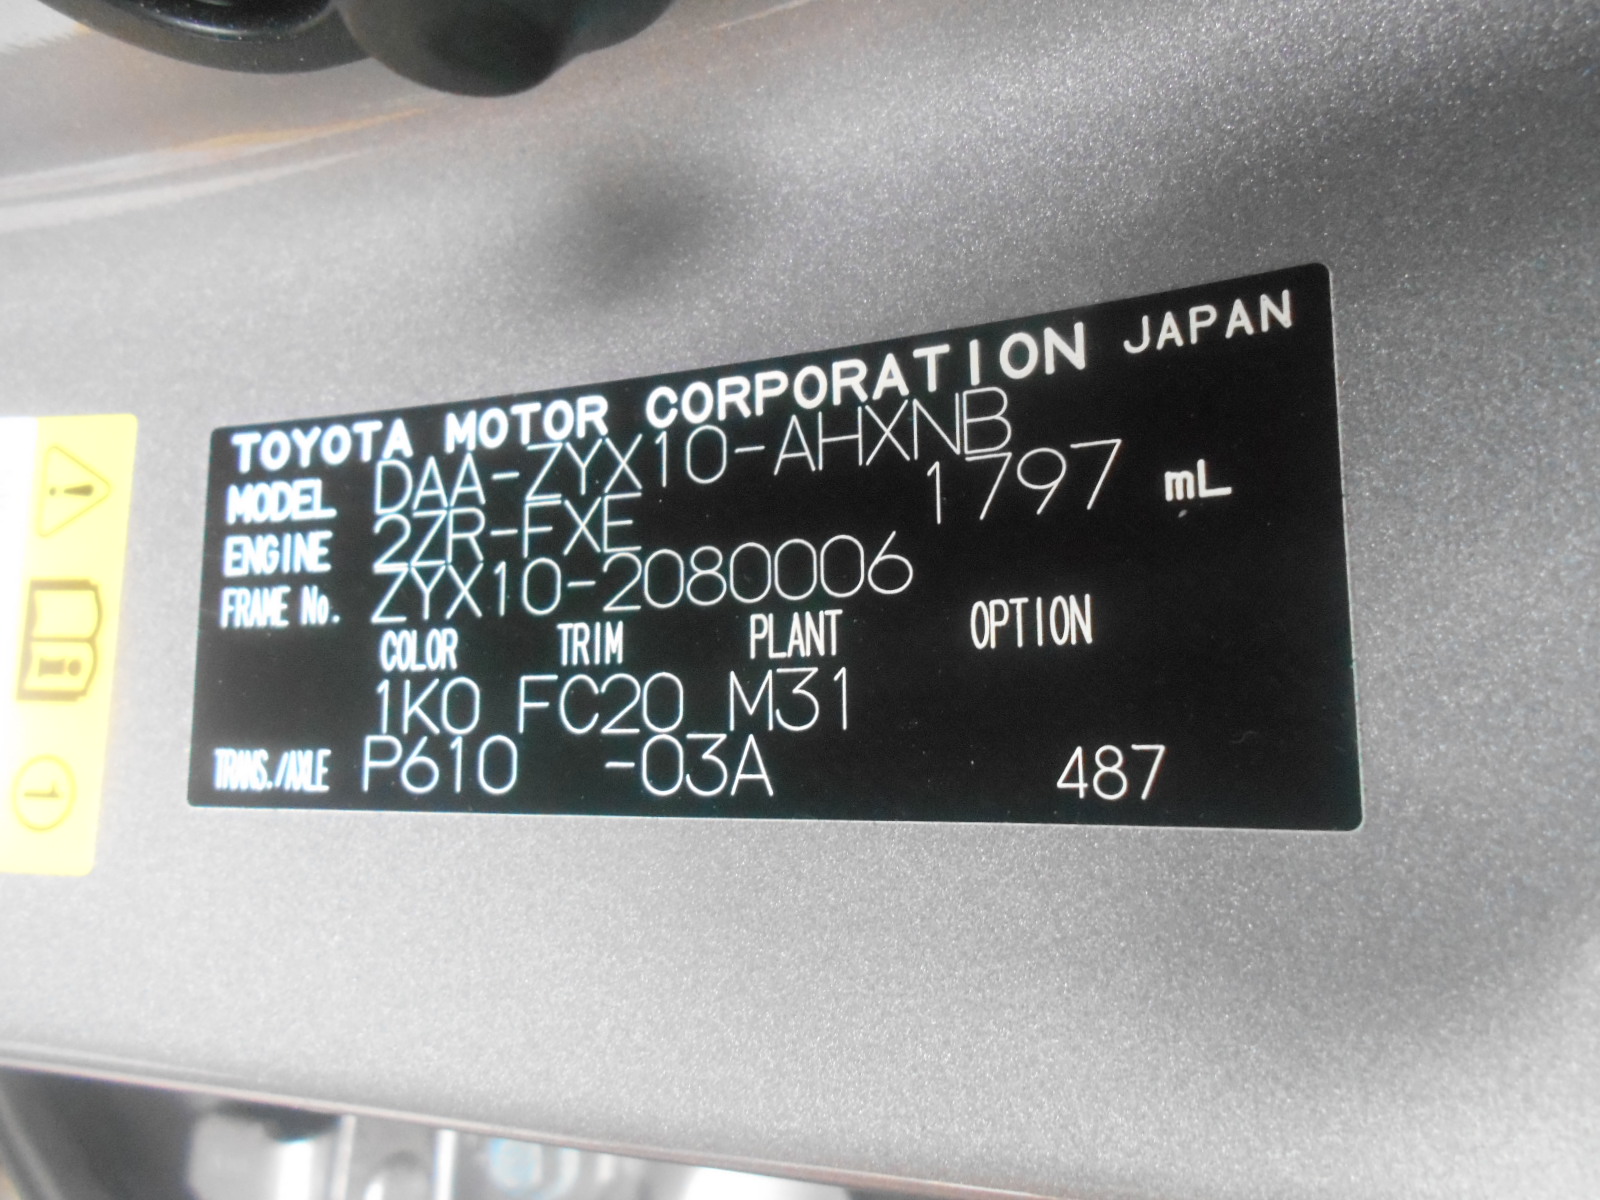 TOYOTA MOTOR CORPORATION JAPAN
MODEL DAA-ZYX10-AHXNB
ENGINE 2ZR-FXE 1797 mL
FRAME No. ZYX10-2080006
COLOR TRIM PLANT OPTION
1K0 FC20 M31
TRANS./AXLE P610 -03A 487
1